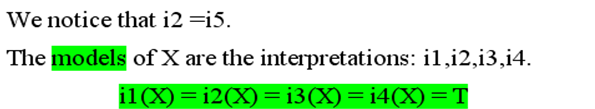 We notice that i2 =i5.
The models of X are the interpretations: i1,i2,i3,i4.
i1(X) = i2(X) = i3(X) = i4(X) = T